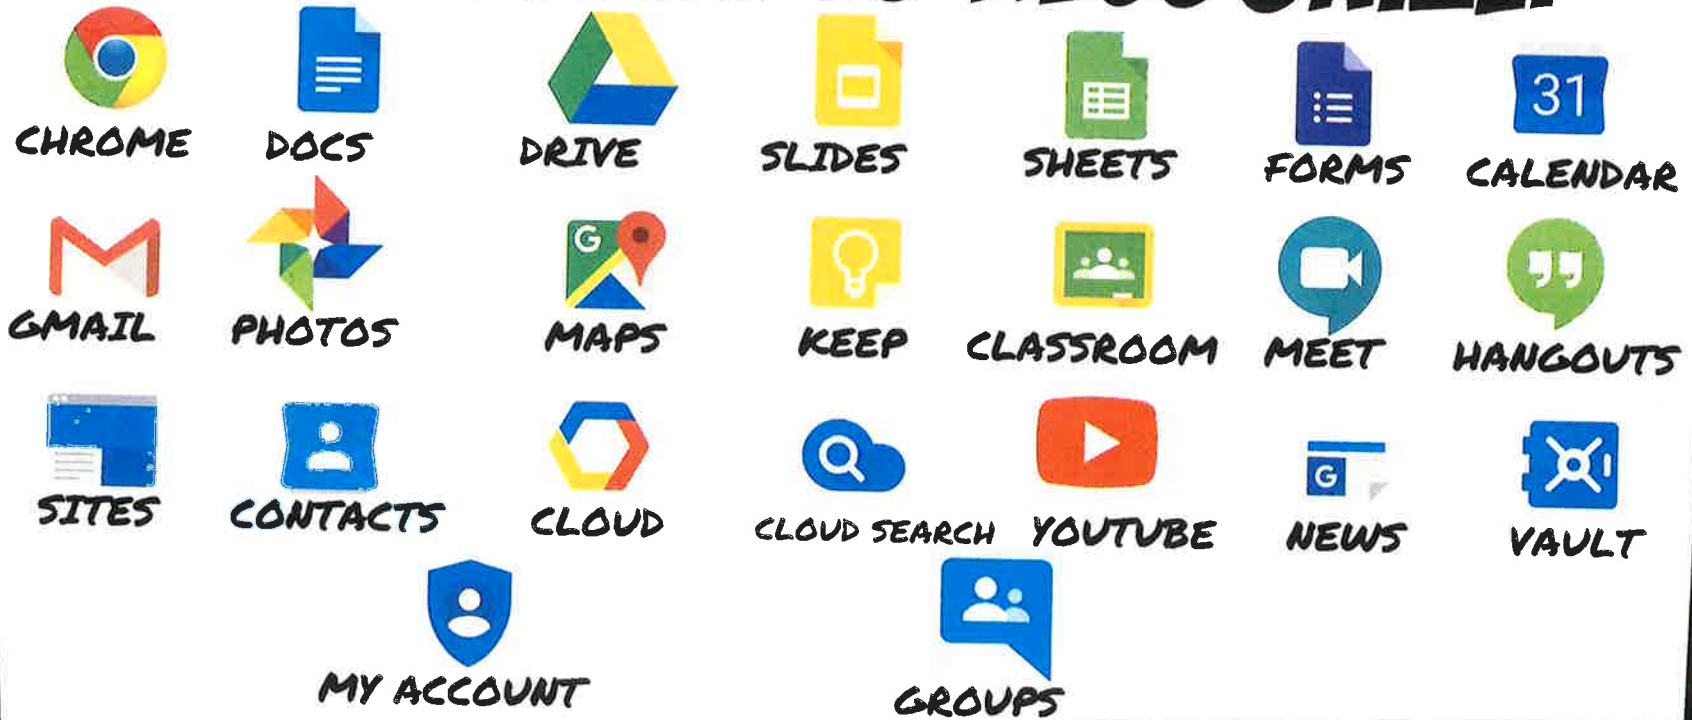 CHROME DOCS DRIVE SLIDES SHEETS FORMS CALENDAR
31
GMAIL PHOTOS MAPS KEEP CLASSROOM MEET HANGOUTS
G
SITES CONTACTS CLOUD CLOUD SEARCH YOUTUBE NEWS VAULT
G
MY ACCOUNT GROUPS